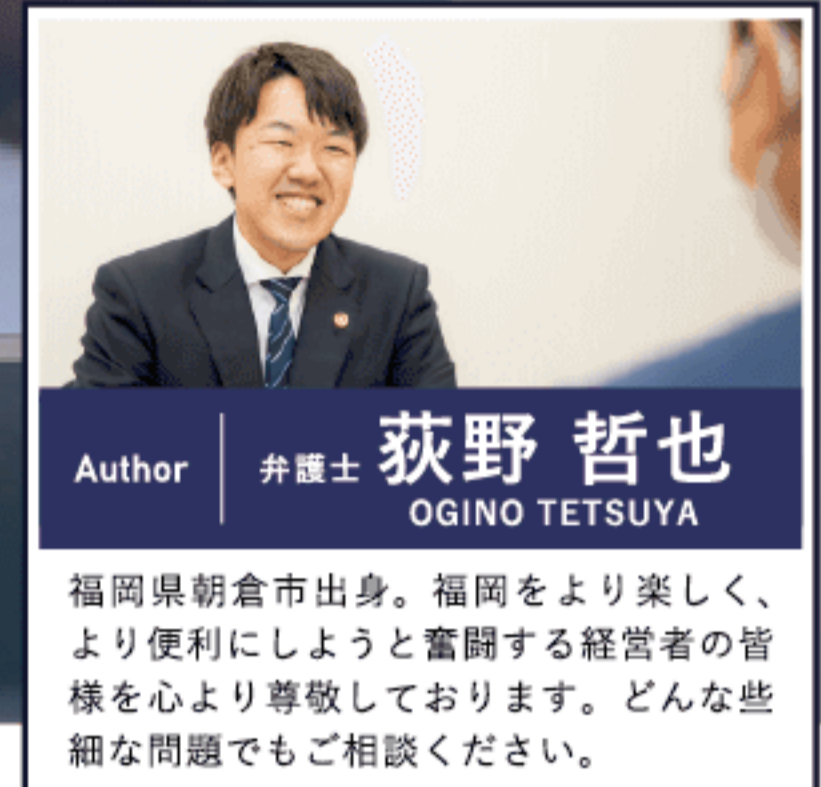 Author
弁護士 荻野 哲也
OGINO TETSUYA
福岡県朝倉市出身。福岡をより楽しく、
より便利にしようと奮闘する経営者の皆
様を心より尊敬しております。どんな些
細な問題でもご相談ください。